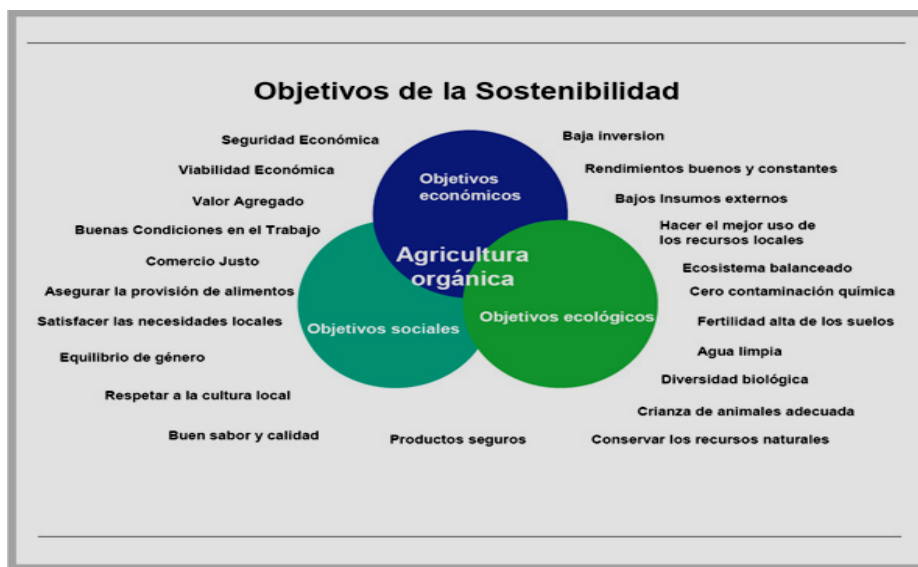 Objetivos de la Sostenibilidad
Seguridad Económica
Viabilidad Económica
Valor Agregado
Buenas Condiciones en el Trabajo
Comercio Justo
Asegurar la provisión de alimentos
Satisfacer las necesidades locales
Equilibrio de género
Respetar a la cultura local
Buen sabor y calidad
Objetivos
económicos
Agricultura
orgánica
Objetivos sociales
Objetivos ecológicos
Productos seguros
Baja inversion
Rendimientos buenos y constantes
Bajos Insumos externos
Hacer el mejor uso de
los recursos locales
Ecosistema balanceado
Cero contaminación química
Fertilidad alta de los suelos
Agua limpia
Diversidad biológica
Crianza de animales adecuada
Conservar los recursos naturales